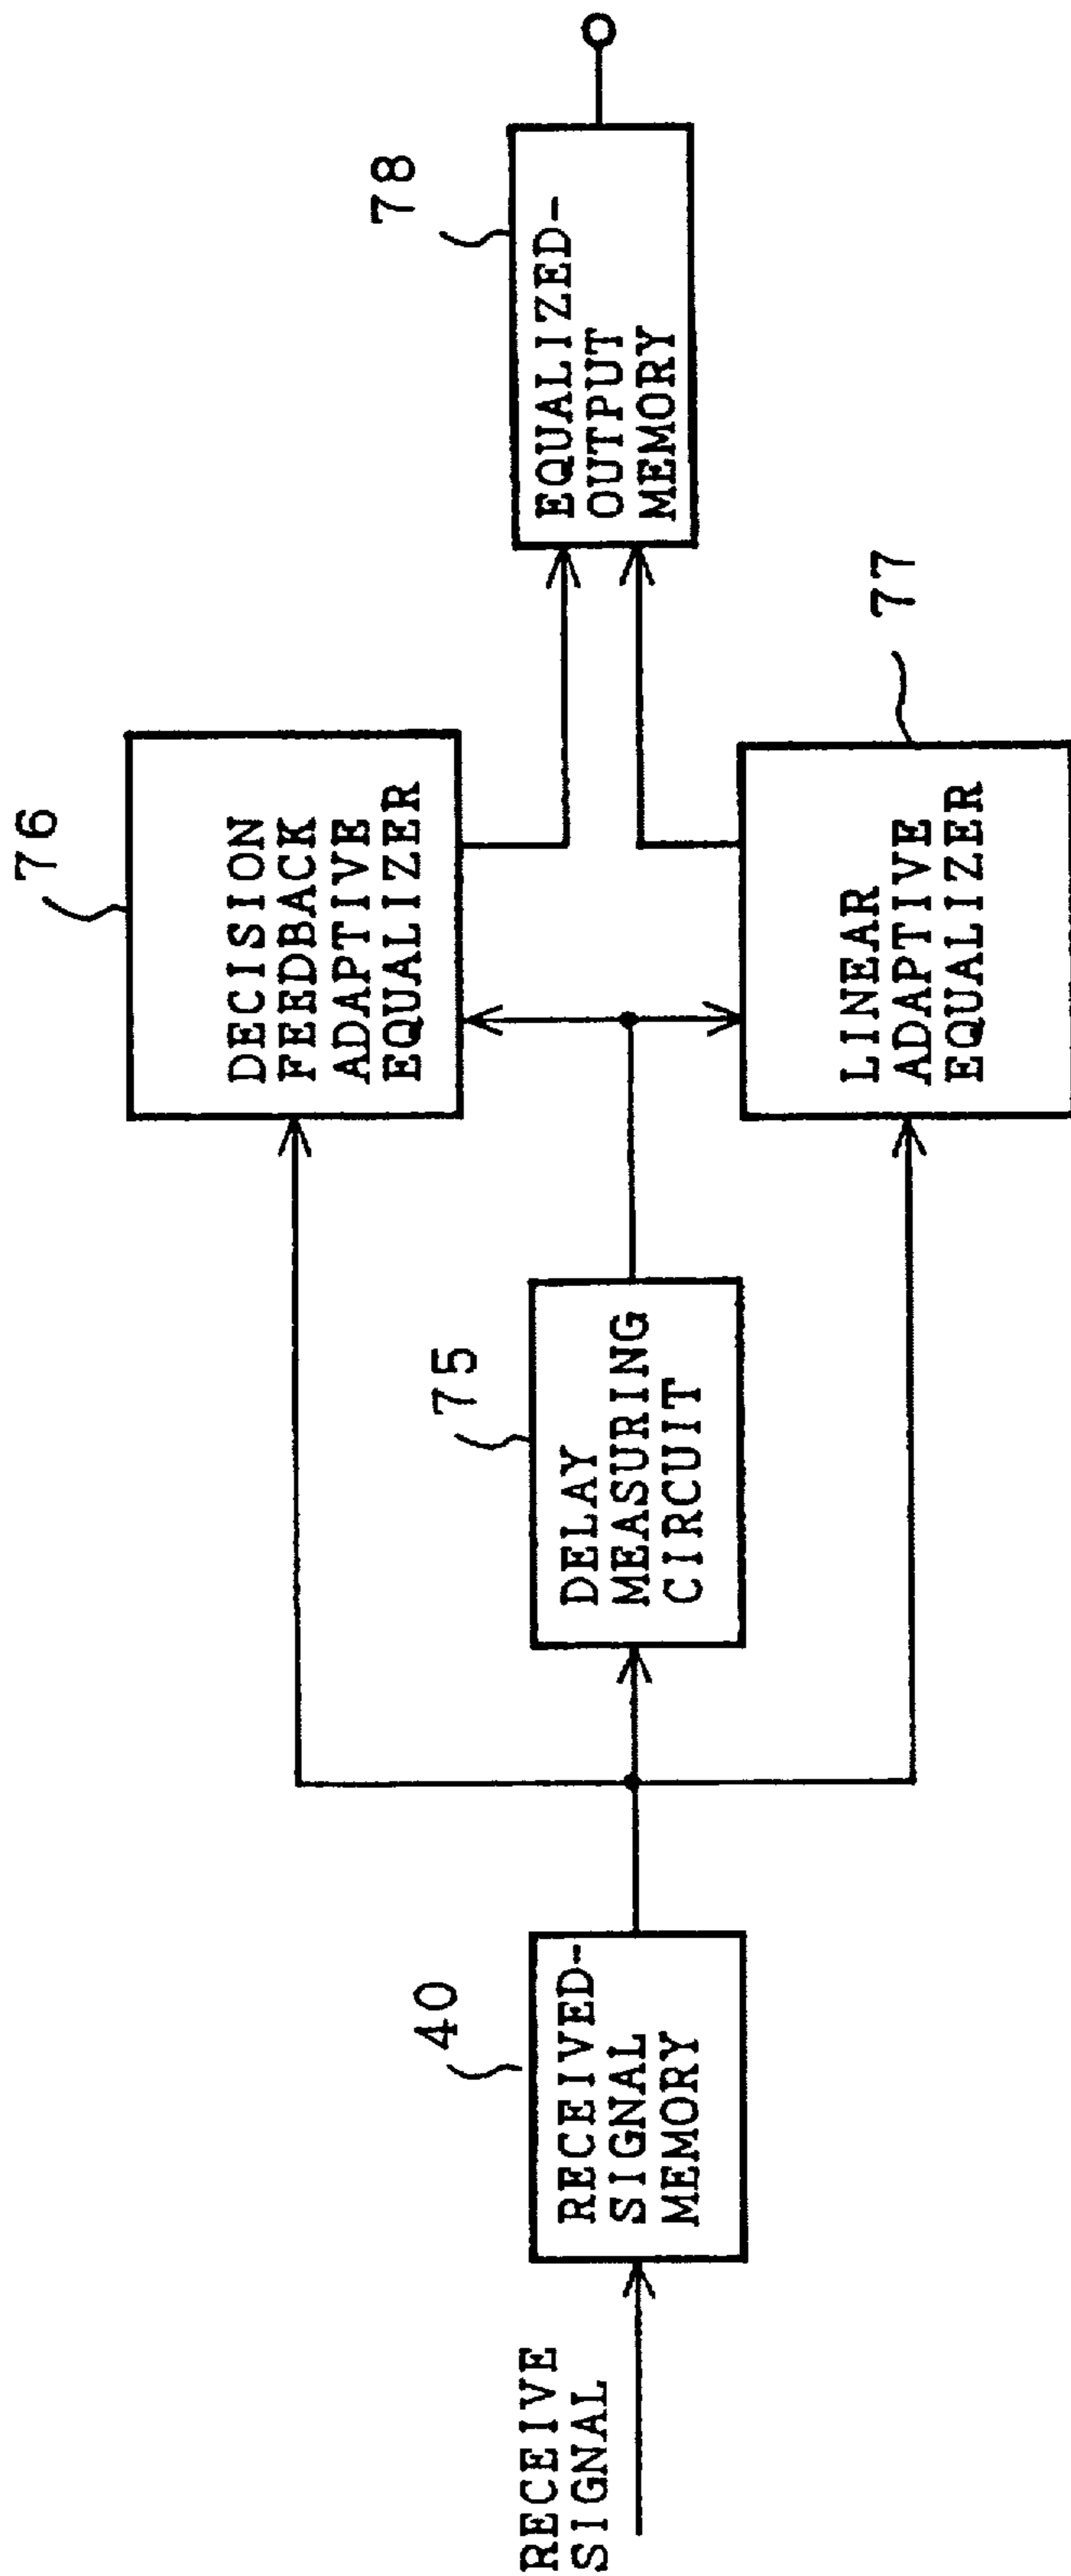 RECEIVE
SIGNAL
40
RECEIVED-
SIGNAL
MEMORY
75
DELAY
MEASURING
CIRCUIT
76
DECISION
FEEDBACK
ADAPTIVE
EQUALIZER
77
LINEAR
ADAPTIVE
EQUALIZER
78
EQUALIZED-
OUTPUT
MEMORY